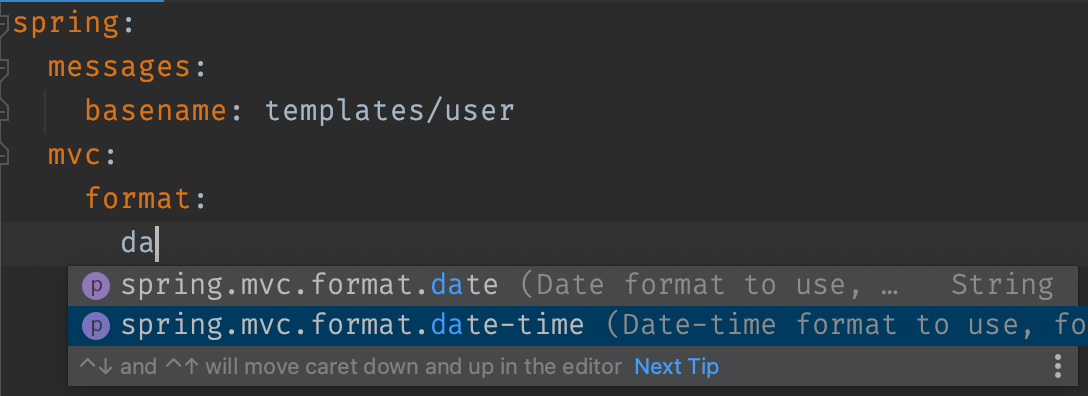 spring:
messages:
basename: templates/user
mvc:
format:
da
p spring.mvc.format.date (Date format to use, … String
p spring.mvc.format.date-time (Date-time format to use, fo
^↓ and ^↑ will move caret down and up in the editor Next Tip